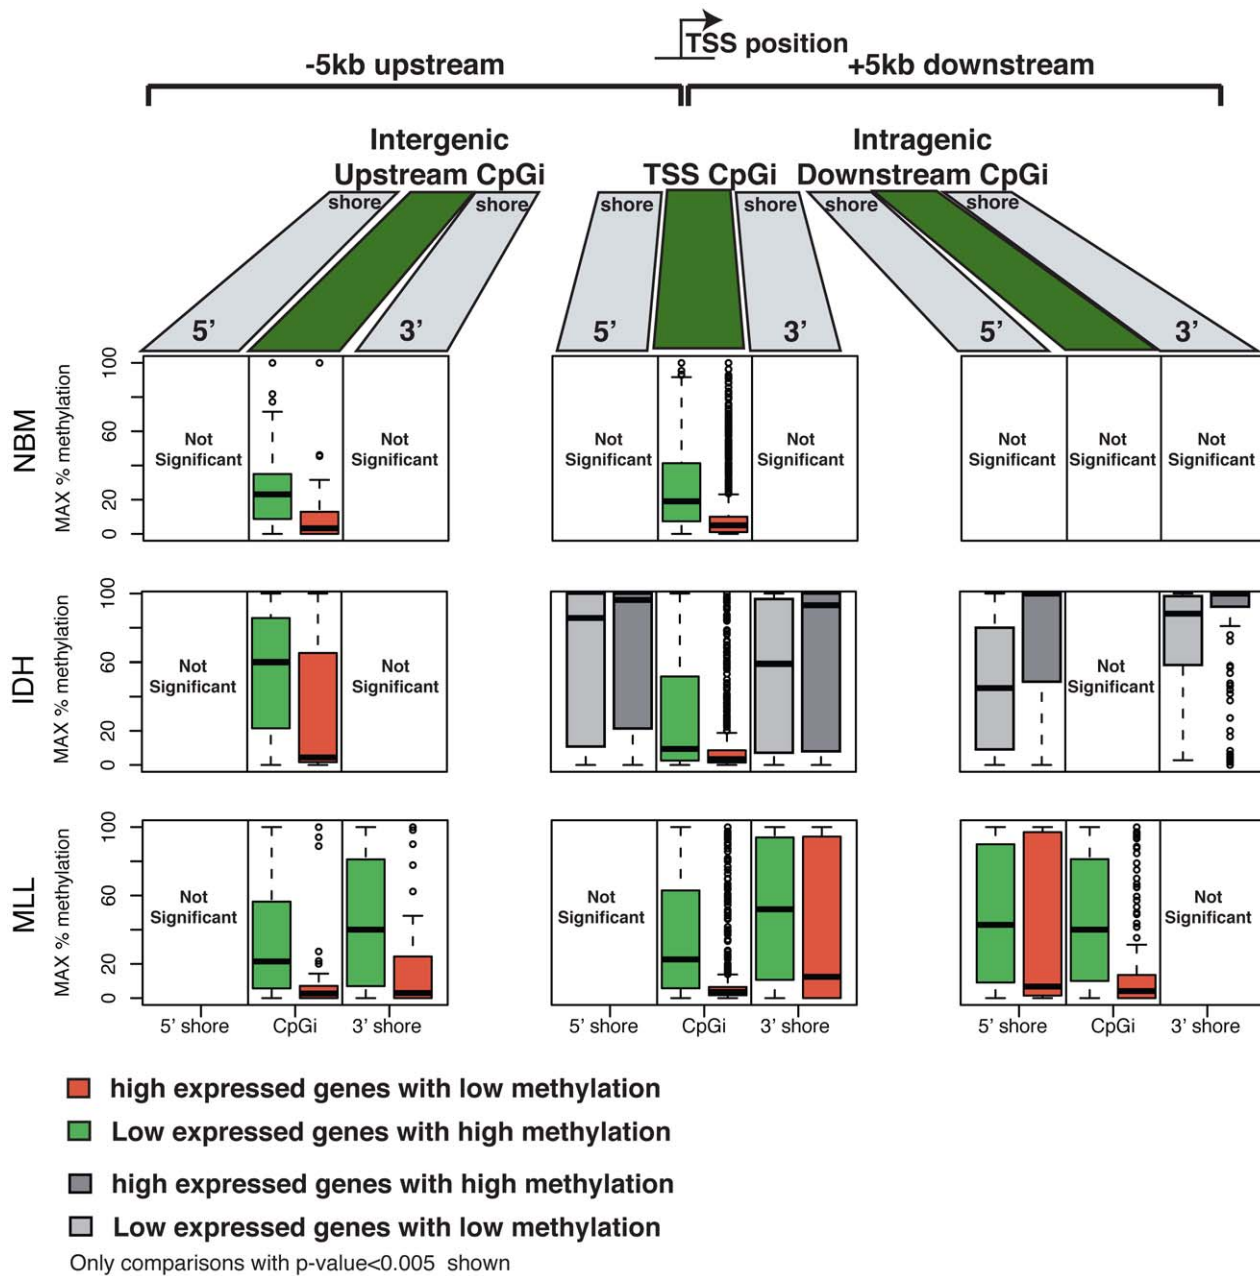 TSS position
-5kb upstream
+5kb downstream
Intergenic
Upstream CpGi
TSS CpGi
Intragenic
Downstream CpGi
shore
shore
shore
shore
shore
shore
5’
3’
5’
3’
5’
3’
NBM
MAX % methylation
0
20
60
100
Not
Significant
Not
Significant
Not
Significant
Not
Significant
Not
Significant
Not
Significant
Not
Significant
IDH
MAX % methylation
0
20
60
100
Not
Significant
Not
Significant
Not
Significant
MLL
MAX % methylation
0
20
60
100
Not
Significant
Not
Significant
Not
Significant
5’ shore
CpGi
3’ shore
5’ shore
CpGi
3’ shore
5’ shore
CpGi
3’ shore
high expressed genes with low methylation
Low expressed genes with high methylation
high expressed genes with high methylation
Low expressed genes with low methylation
Only comparisons with p-value<0.005 shown